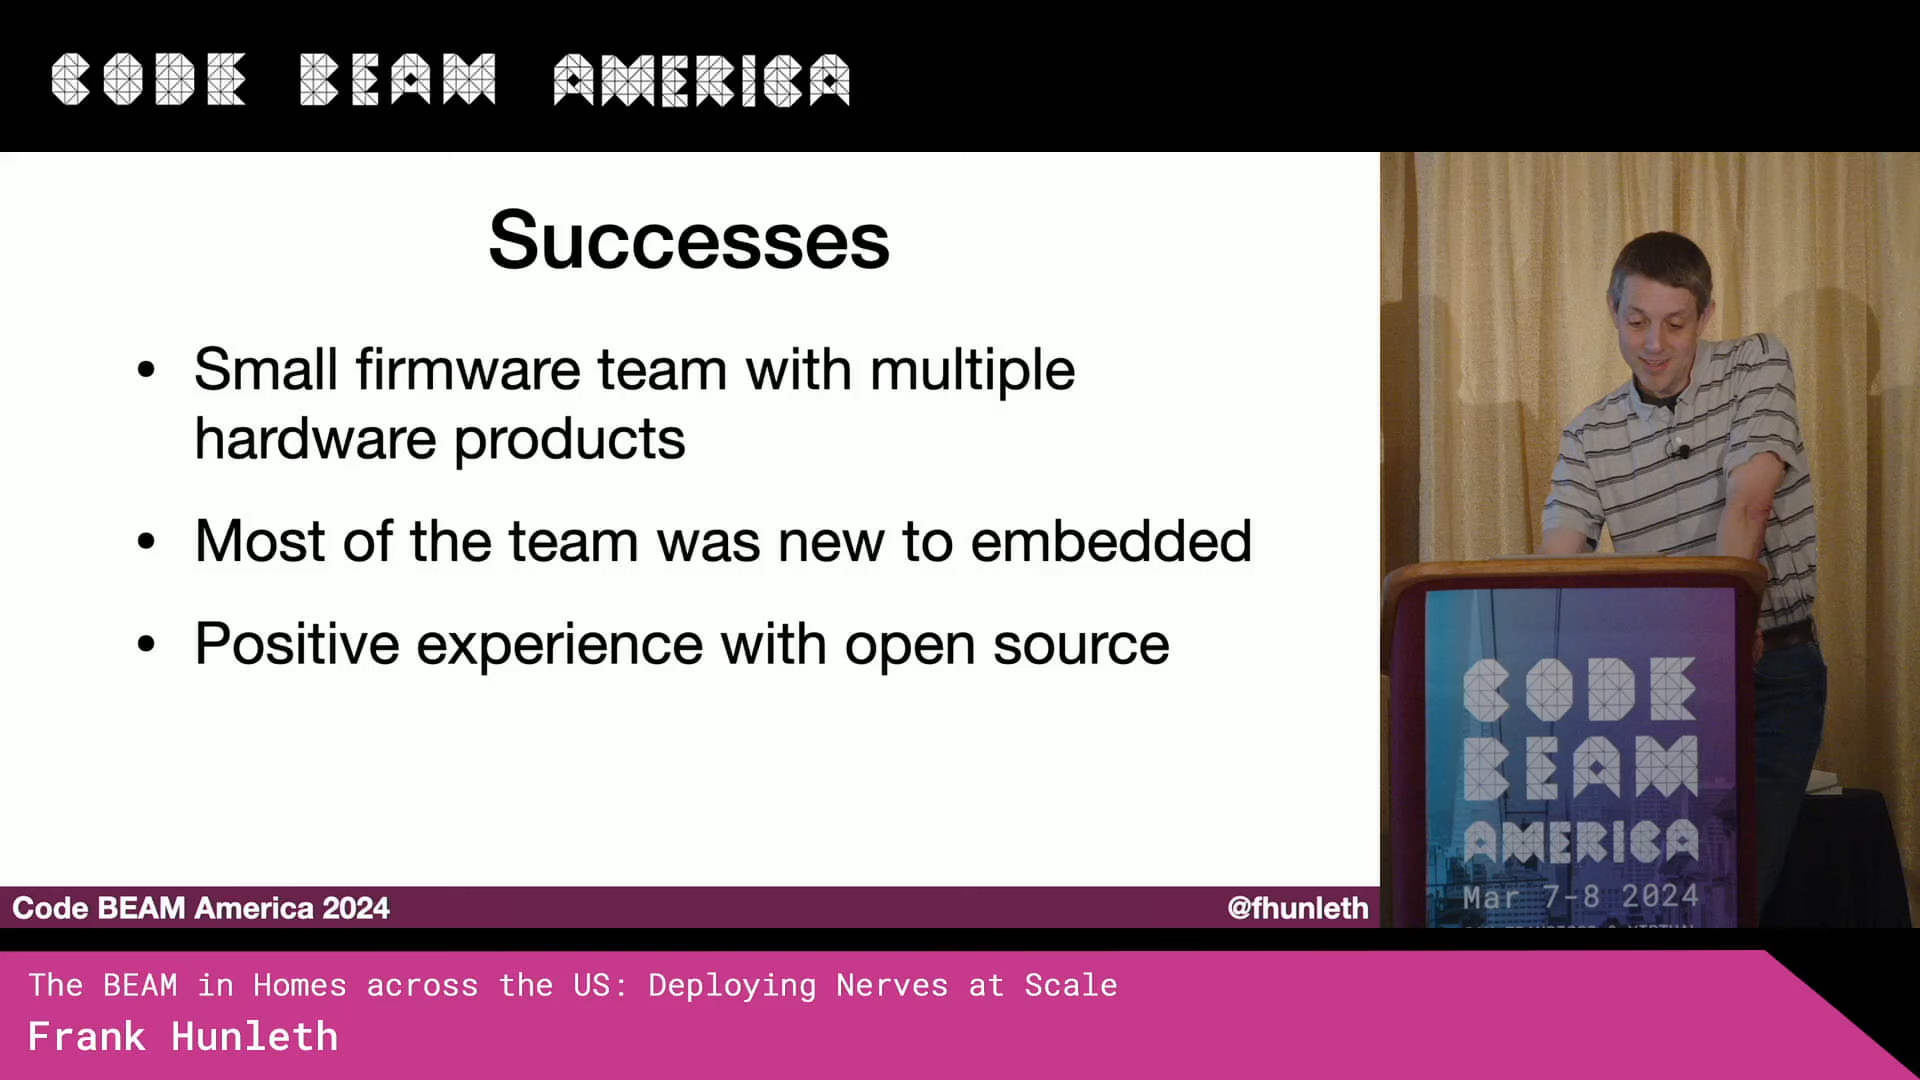 CODE BEAM AMERICA
Successes
• Small firmware team with multiple
hardware products
• Most of the team was new to embedded
• Positive experience with open source
Code BEAM America 2024
@fhunleth
CODE
BEAM
AMERICA
Mar 7-8 2024
The BEAM in Homes across the US: Deploying Nerves at Scale
Frank Hunleth